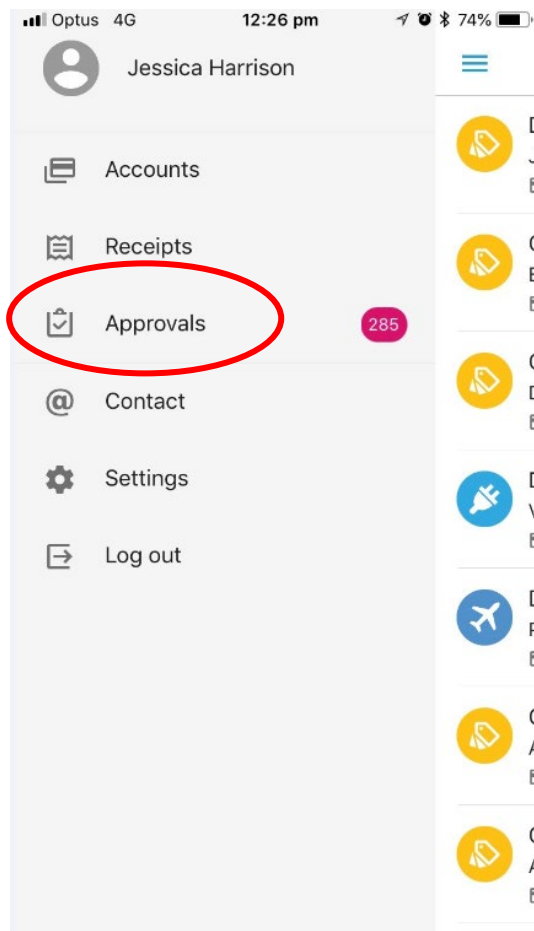 Optus 4G 12:26 pm 74%
Jessica Harrison
Accounts
Receipts
Approvals 285
Contact
Settings
Log out